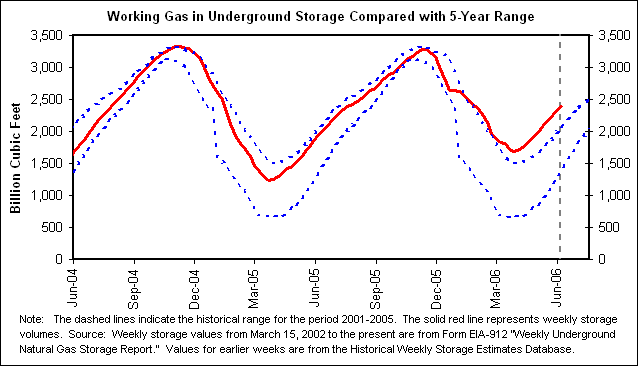 Working Gas in Underground Storage Compared with 5-Year Range
3,500 3,500
3,000 3,000
2,500 2,500
2,000 2,000
1,500 1,500
1,000 1,000
500 500
0 0
Billion Cubic Feet
Jun-04 Sep-04 Dec-04 Mar-05 Jun-05 Sep-05 Dec-05 Mar-06 Jun-06
Note: The dashed lines indicate the historical range for the period 2001-2005. The solid red line represents weekly storage
volumes. Source: Weekly storage values from March 15, 2002 to the present are from Form EIA-912 "Weekly Underground
Natural Gas Storage Report." Values for earlier weeks are from the Historical Weekly Storage Estimates Database.